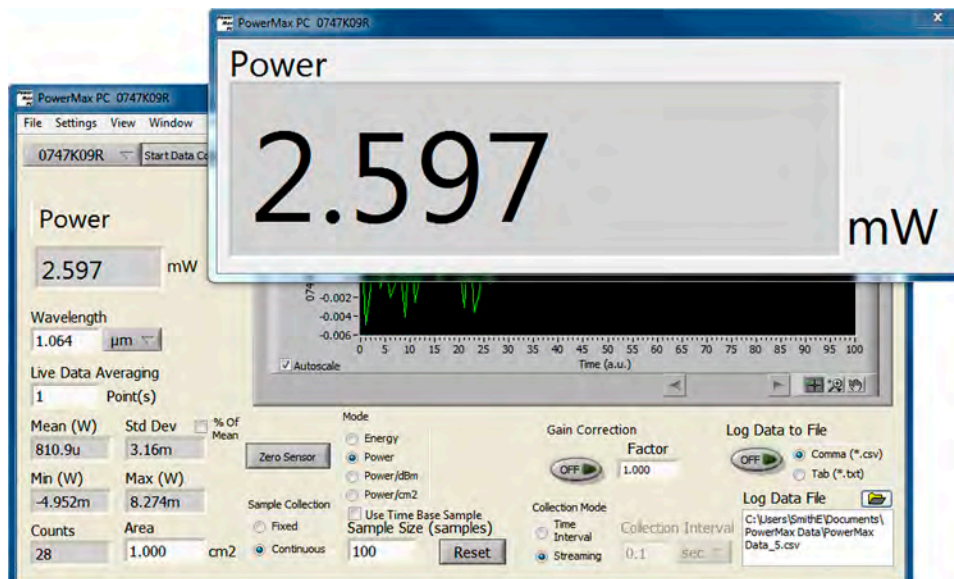 PowerMax PC 0747K09R
Power
2.597
mW
PowerMax PC 0747K09R
File Settings View Window
0747K09R Start Data Co
Power
2.597 mW
Wavelength
1.064 µm
Live Data Averaging
1 Point(s)
Mean (W) Std Dev % Of Mean
810.9u 3.16m
Min (W) Max (W)
-4.952m 8.274m
Counts Area
28 1.000 cm2
074
-0.002
-0.004
-0.006
0 5 10 15 20 25 30 35 40 45 50 55 60 65 70 75 80 85 90 95 100
Autoscale
Time (a.u.)
Zero Sensor
Sample Collection
Fixed
Continuous
Mode
Energy
Power
Power/dBm
Power/cm2
Use Time Base Sample
Sample Size (samples)
100 Reset
Gain Correction
Factor
OFF 1.000
Collection Mode
Time
Interval
Streaming
Collection Interval
0.1 sec
Log Data to File
OFF Comma (*.csv)
Tab (*.txt)
Log Data File
C:\Users\SmithE\Documents\
PowerMax Data\PowerMax
Data_5.csv